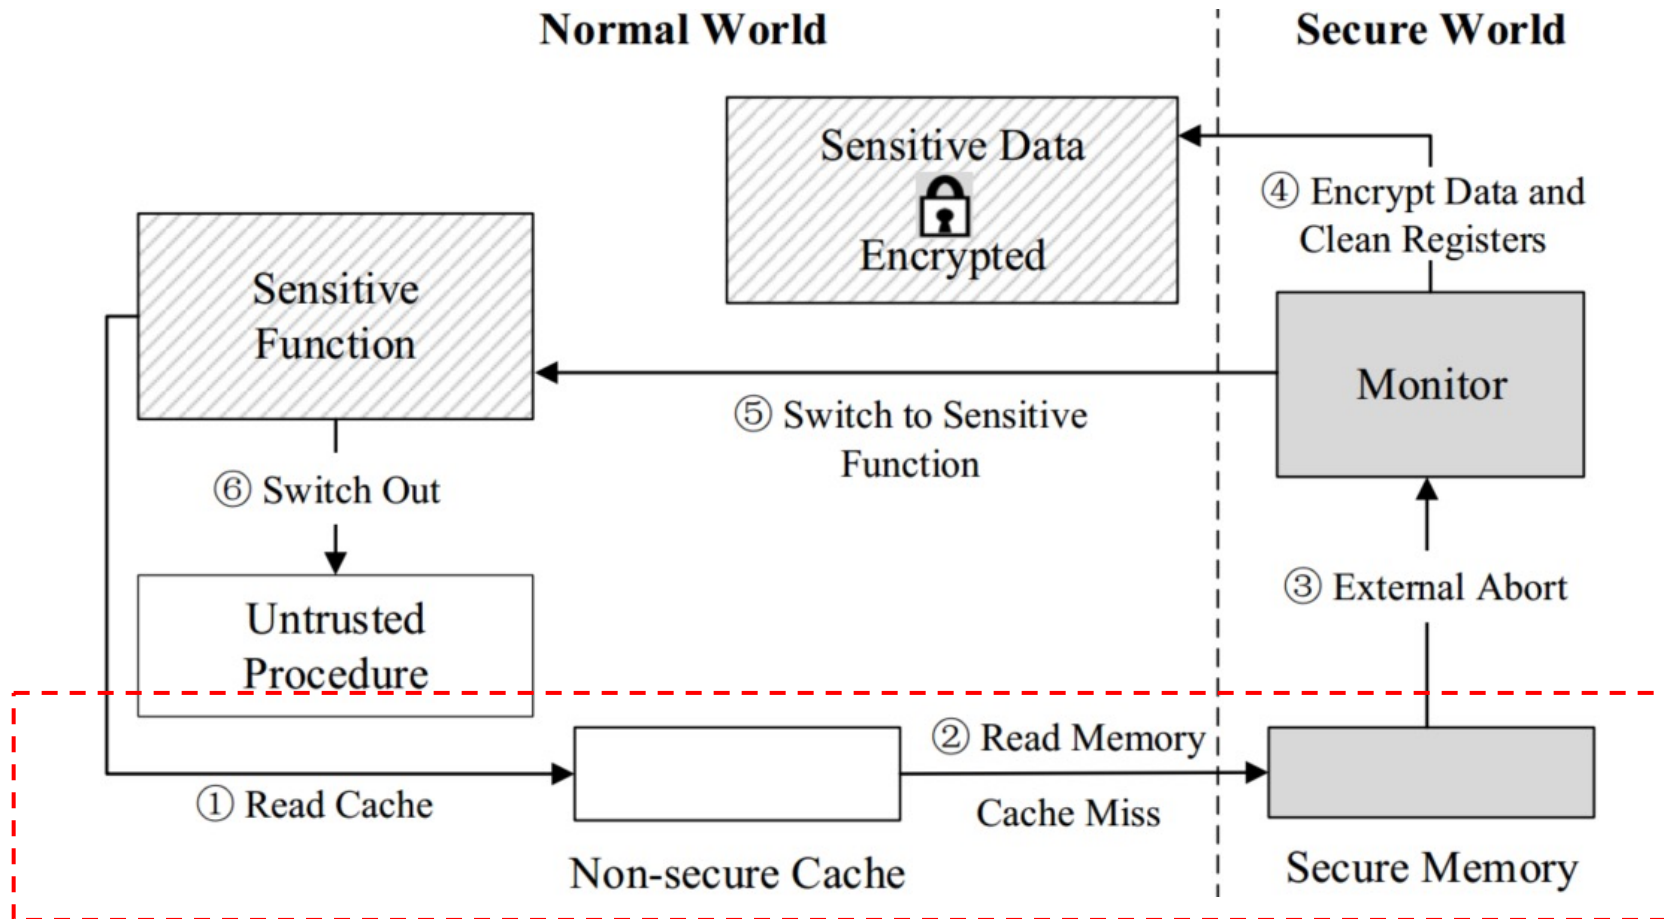 Normal World
Secure World
Sensitive Data
Encrypted
④ Encrypt Data and
Clean Registers
Sensitive
Function
Monitor
⑤ Switch to Sensitive
Function
⑥ Switch Out
③ External Abort
Untrusted
Procedure
② Read Memory
① Read Cache
Cache Miss
Non-secure Cache
Secure Memory